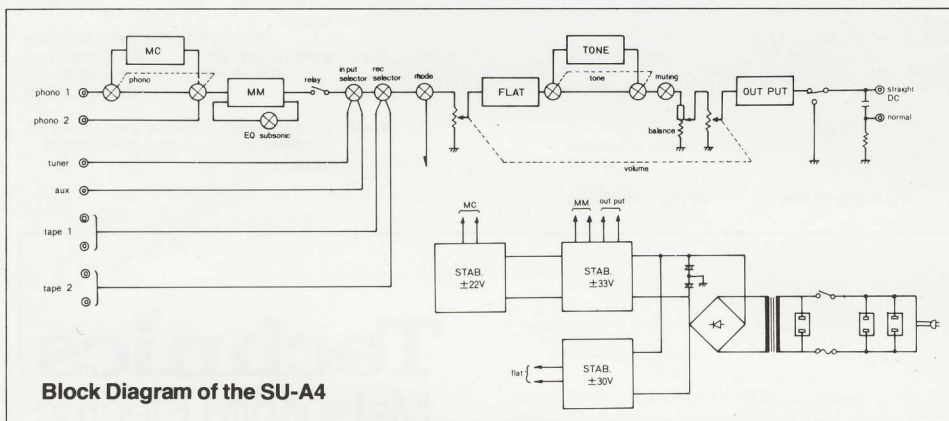 MC
TONE
phono
relay
input
selector
rec
selector
mode
tone
muting
phono 1
MM
FLAT
OUT PUT
straight
DC
phono 2
EQ subsonic
balance
normal
tuner
volume
aux
MC
MM
out put
tape 1
STAB.
±22V
STAB.
±33V
tape 2
flat
STAB.
±30V
Block Diagram of the SU-A4